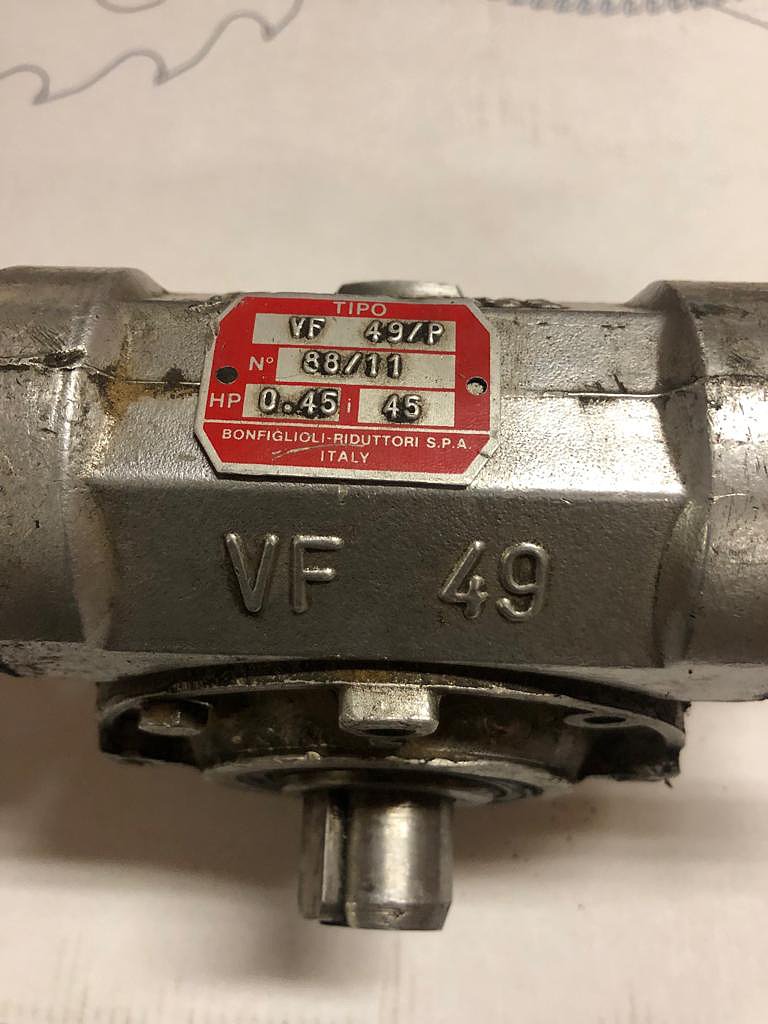 TIPO
VF 49/P
N° 88/11
HP 0.45 i 45
BONFIGLIOLI-RIDUTTORI S.P.A.
ITALY
VF 49